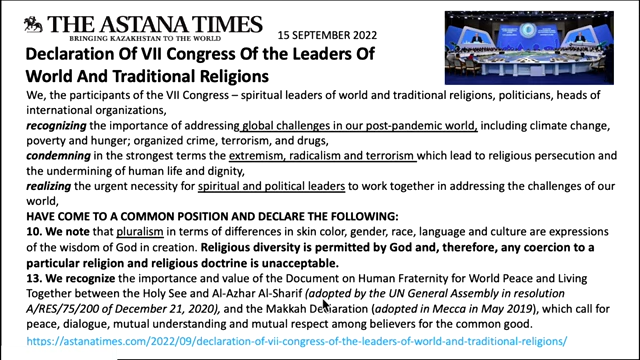 THE ASTANA TIMES
BRINGING KAZAKHSTAN TO THE WORLD
15 SEPTEMBER 2022
Declaration Of VII Congress Of the Leaders Of
World And Traditional Religions
We, the participants of the VII Congress – spiritual leaders of world and traditional religions, politicians, heads of
international organizations,
recognizing the importance of addressing global challenges in our post-pandemic world, including climate change,
poverty and hunger; organized crime, terrorism, and drugs,
condemning in the strongest terms the extremism, radicalism and terrorism which lead to religious persecution and
the undermining of human life and dignity,
realizing the urgent necessity for spiritual and political leaders to work together in addressing the challenges of our
world,
HAVE COME TO A COMMON POSITION AND DECLARE THE FOLLOWING:
10. We note that pluralism in terms of differences in skin color, gender, race, language and culture are expressions
of the wisdom of God in creation. Religious diversity is permitted by God and, therefore, any coercion to a
particular religion and religious doctrine is unacceptable.
13. We recognize the importance and value of the Document on Human Fraternity for World Peace and Living
Together between the Holy See and Al-Azhar Al-Sharif (adopted by the UN General Assembly in resolution
A/RES/75/200 of December 21, 2020), and the Makkah Declaration (adopted in Mecca in May 2019), which call for
peace, dialogue, mutual understanding and mutual respect among believers for the common good.
https://astanatimes.com/2022/09/declaration-of-vii-congress-of-the-leaders-of-world-and-traditional-religions/